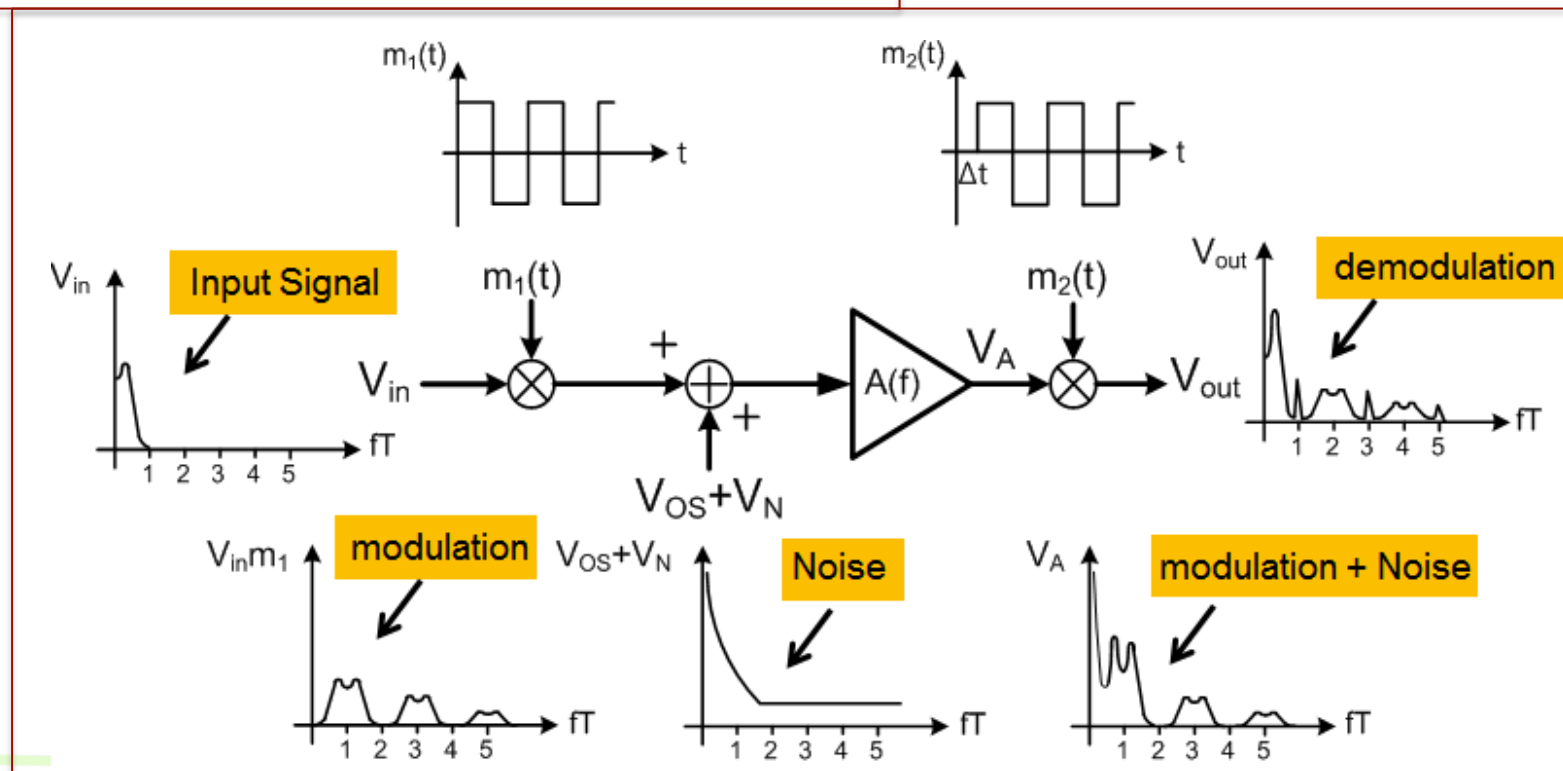 m₁(t)
t
m₂(t)
Δt
t
Vin
Input Signal
1 2 3 4 5
fT
Vin
m₁(t)
+
+
VOS+VN
A(f)
VA
m₂(t)
Vout
Vout
demodulation
1 2 3 4 5
fT
Vinm₁
modulation
1 2 3 4 5
fT
VOS+VN
Noise
1 2 3 4 5
fT
VA
modulation + Noise
1 2 3 4 5
fT